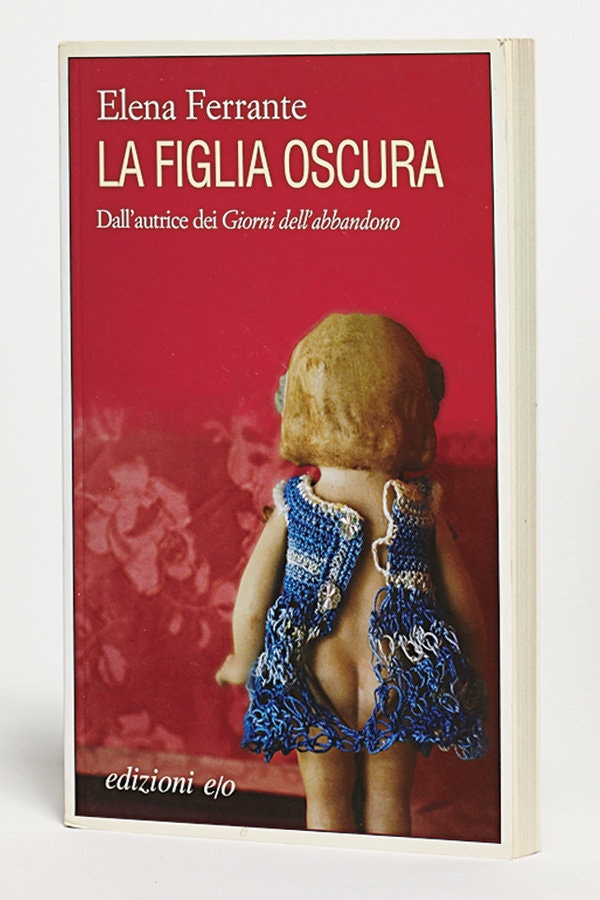 Elena Ferrante
LA FIGLIA OSCURA
Dall'autrice dei Giorni dell'abbandono
edizioni e/o